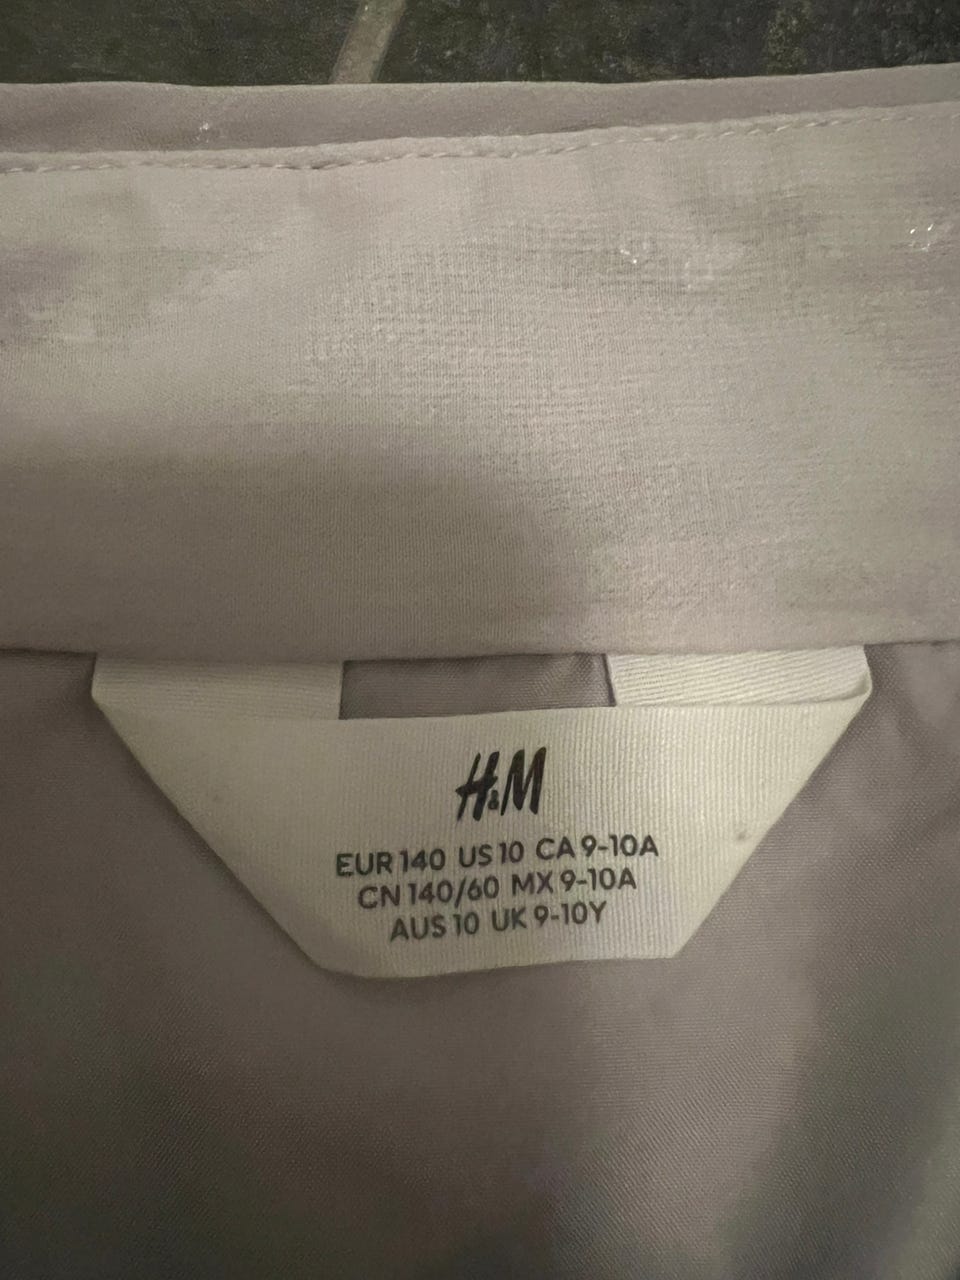 H&M
EUR 140 US 10 CA 9-10A
CN 140/60 MX 9-10A
AUS 10 UK 9-10Y